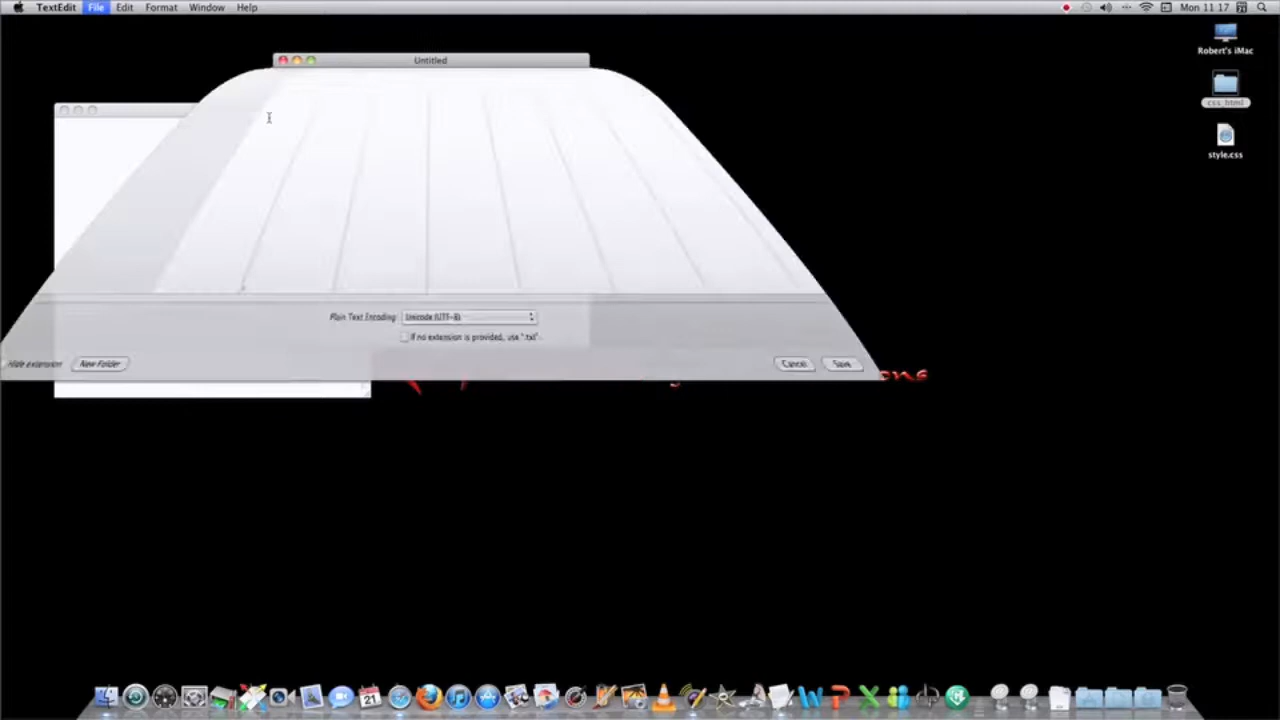 TextEdit File Edit Format Window Help Mon 11 17
Robert's iMac
Untitled
css_html
style.css
Plain Text Encoding: Unicode (UTF-8)
If no extension is provided, use ".txt".
Hide extension New Folder Cancel Save